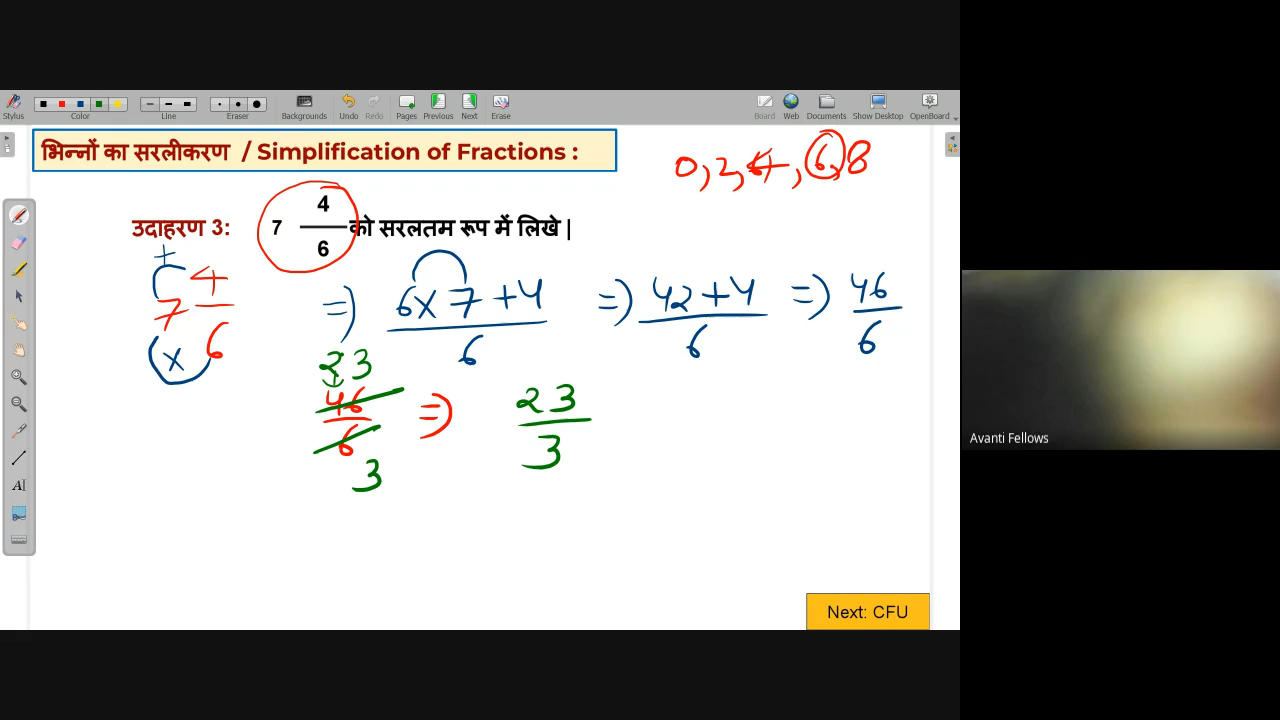 Stylus Color Line Eraser Backgrounds Undo Redo Pages Previous Next Erase Board Web Documents Show Desktop OpenBoard
भिन्नों का सरलीकरण / Simplification of Fractions :
0, 2, 4, 6, 8
उदाहरण 3: 7 4/6 को सरलतम रूप में लिखे |
+
7 4/6
x
=) 6x7+4/6 =) 42+4/6 =) 46/6
23
46/6 =) 23/3
3
Avanti Fellows
Next: CFU